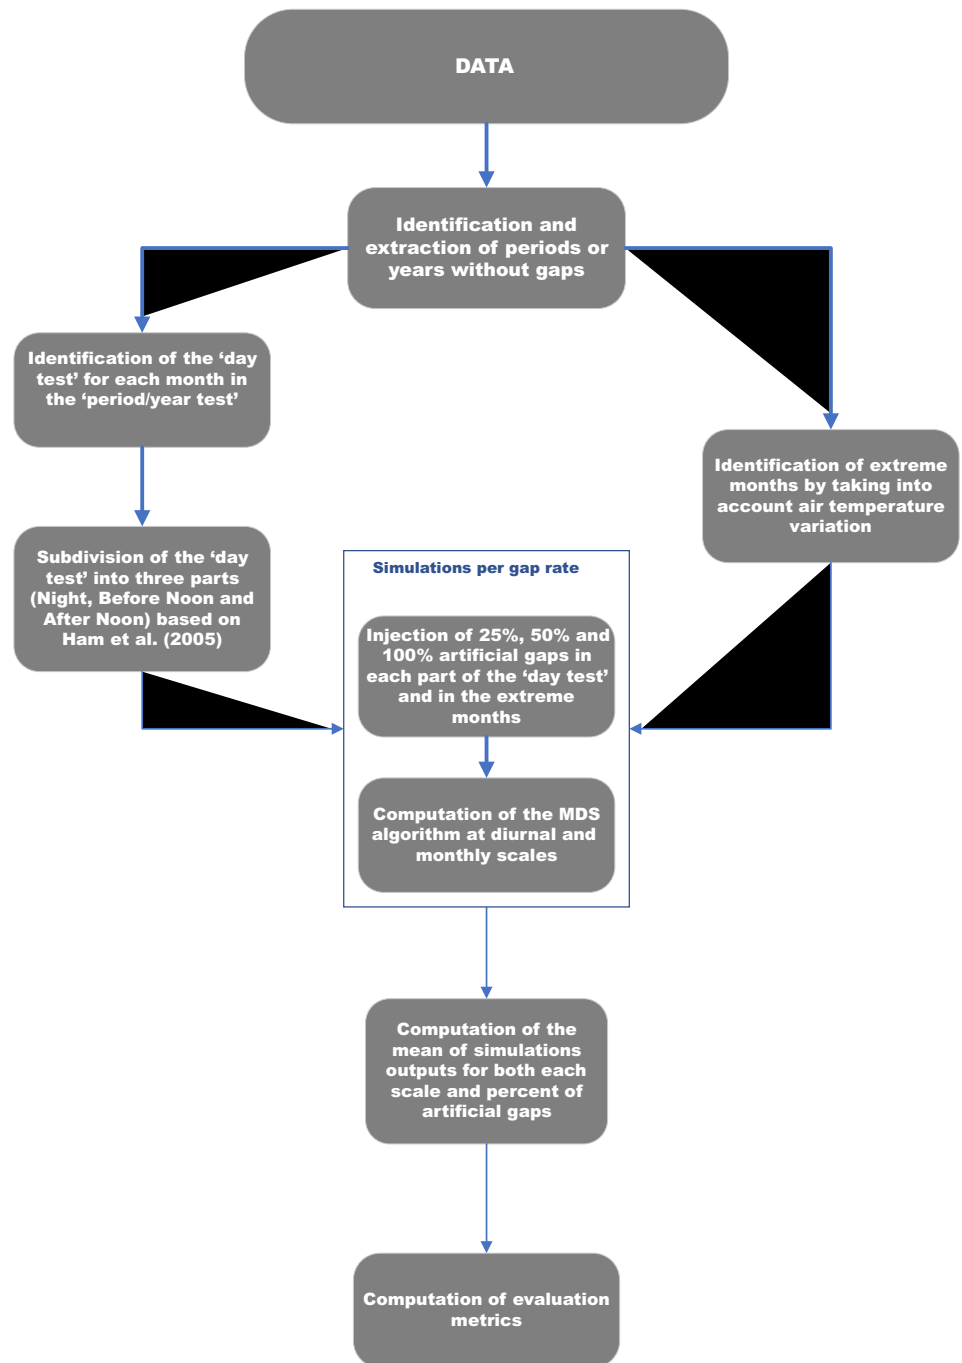 DATA
Identification and
extraction of periods or
years without gaps
Identification of the ‘day
test’ for each month in
the ‘period/year test’
Identification of extreme
months by taking into
account air temperature
variation
Subdivision of the ‘day
test’ into three parts
(Night, Before Noon and
After Noon) based on
Ham et al. (2005)
Simulations per gap rate
Injection of 25%, 50% and
100% artificial gaps in
each part of the ‘day test’
and in the extreme
months
Computation of the MDS
algorithm at diurnal and
monthly scales
Computation of the
mean of simulations
outputs for both each
scale and percent of
artificial gaps
Computation of evaluation
metrics